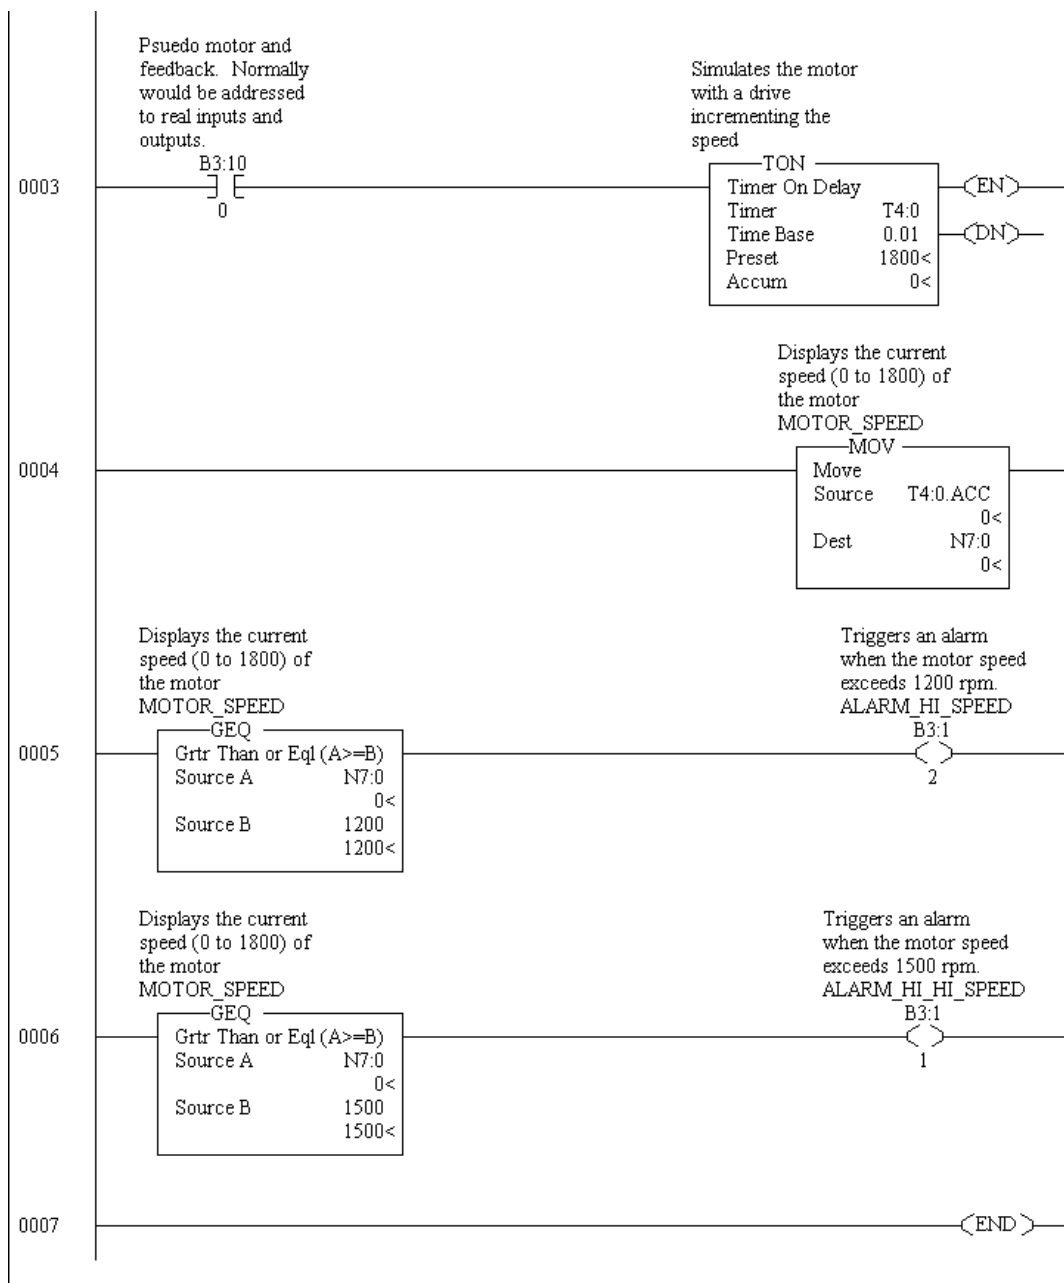 Psuedo motor and
feedback. Normally
would be addressed
to real inputs and
outputs.
B3:10
0
Simulates the motor
with a drive
incrementing the
speed
0003
TON
Timer On Delay
Timer T4:0
Time Base 0.01
Preset 1800<
Accum 0<
EN
DN
Displays the current
speed (0 to 1800) of
the motor
MOTOR_SPEED
0004
MOV
Move
Source T4:0.ACC
0<
Dest N7:0
0<
Displays the current
speed (0 to 1800) of
the motor
MOTOR_SPEED
0005
GEQ
Grtr Than or Eql (A>=B)
Source A N7:0
0<
Source B 1200
1200<
Triggers an alarm
when the motor speed
exceeds 1200 rpm.
ALARM_HI_SPEED
B3:1
2
Displays the current
speed (0 to 1800) of
the motor
MOTOR_SPEED
0006
GEQ
Grtr Than or Eql (A>=B)
Source A N7:0
0<
Source B 1500
1500<
Triggers an alarm
when the motor speed
exceeds 1500 rpm.
ALARM_HI_HI_SPEED
B3:1
1
0007
END